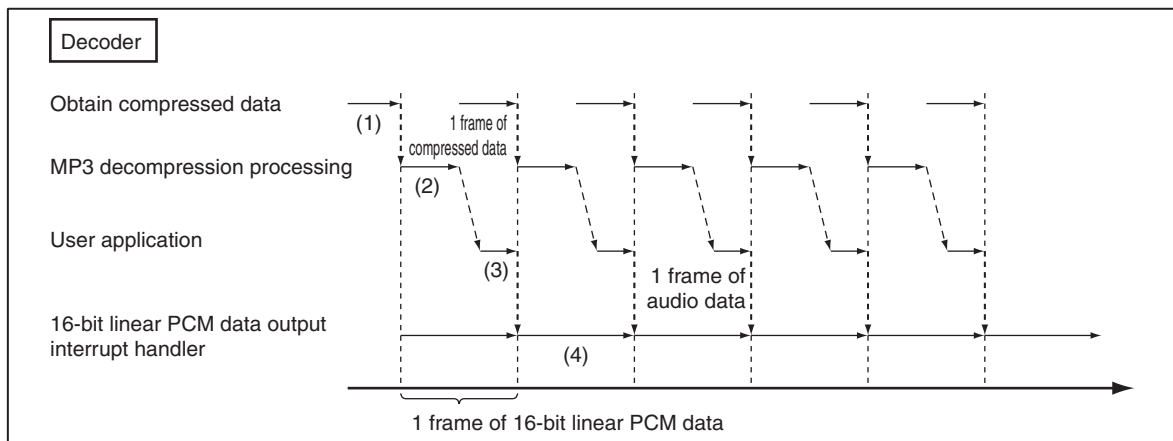 Decoder
Obtain compressed data
(1)
1 frame of
compressed data
MP3 decompression processing
(2)
User application
(3)
1 frame of
audio data
16-bit linear PCM data output
interrupt handler
(4)
1 frame of 16-bit linear PCM data